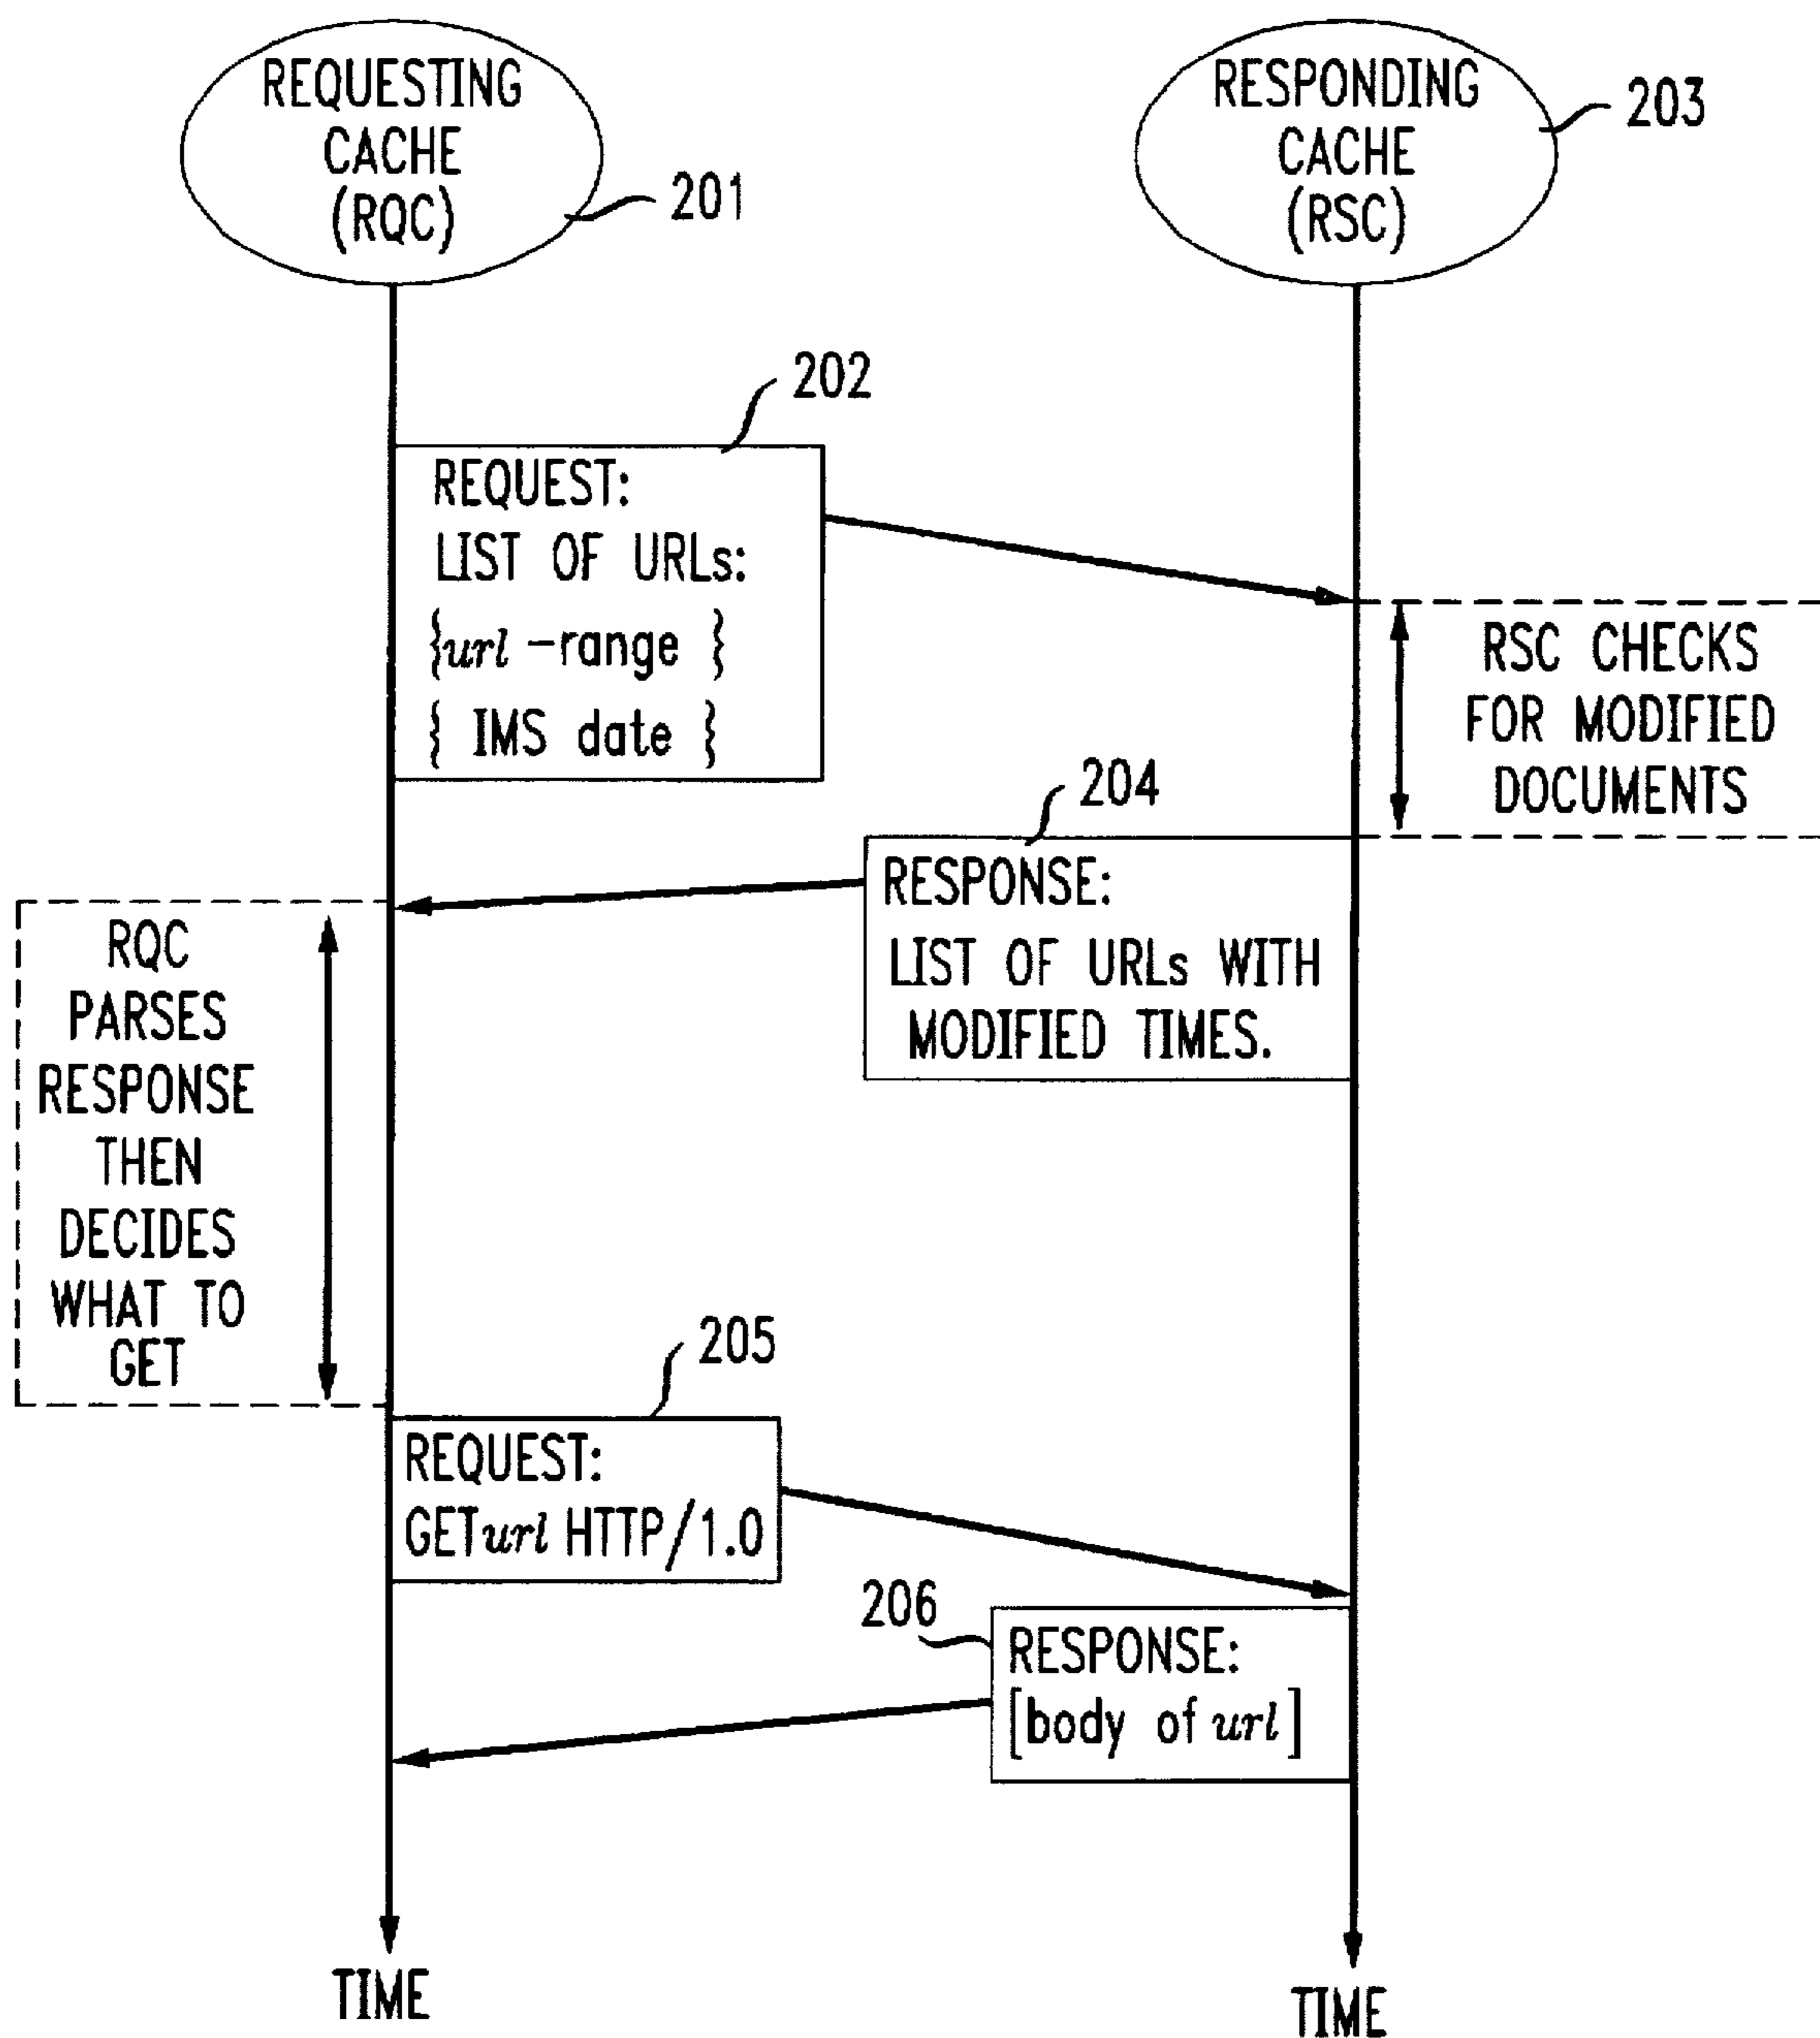 REQUESTING
CACHE
(RQC)
201
RESPONDING
CACHE
(RSC)
203
202
REQUEST:
LIST OF URLs:
{url -range }
{ IMS date }
RSC CHECKS
FOR MODIFIED
DOCUMENTS
204
RESPONSE:
LIST OF URLs WITH
MODIFIED TIMES.
RQC
PARSES
RESPONSE
THEN
DECIDES
WHAT TO
GET
205
REQUEST:
GET url HTTP/1.0
206
RESPONSE:
[body of url]
TIME
TIME